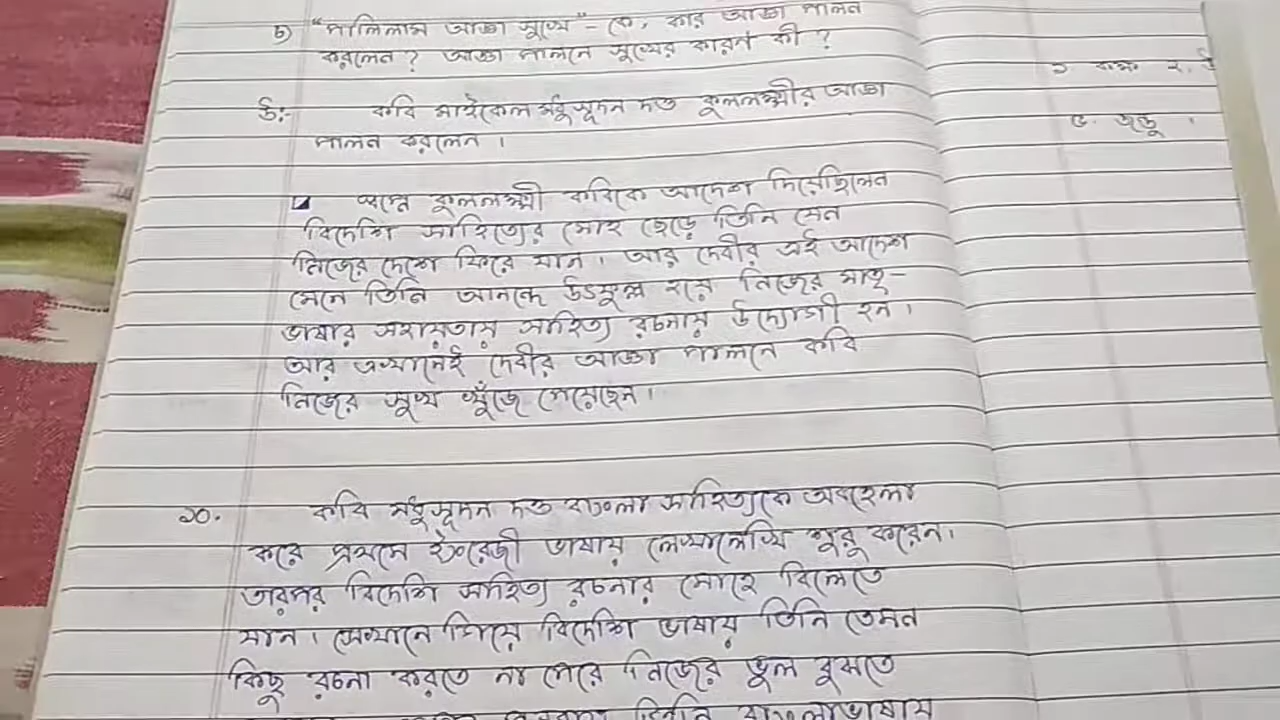 ৮) "পালিলাম আজ্ঞা সুখে" - কে, কার আজ্ঞা পালন
করলেন ? আজ্ঞা পালনে সুখের কারণ কী ?
উ:- কবি মাইকেল মধুসূদন দত্ত কুললক্ষ্মীর আজ্ঞা
পালন করলেন ।
স্বপ্নে কুললক্ষ্মী কবিকে আদেশ দিয়েছিলেন
বিদেশি সাহিত্যের মোহ ছেড়ে তিনি যেন
নিজের দেশে ফিরে যান । আর দেবীর এই আদেশ
মেনে তিনি আনন্দে উৎফুল্ল হয়ে নিজের মাতৃ-
ভাষার সহায়তায় সাহিত্য রচনায় উদ্যোগী হন ।
আর এখানেই দেবীর আজ্ঞা পালনে কবি
নিজের সুখ খুঁজে পেয়েছেন ।
১০. কবি মধুসূদন দত্ত বাংলা সাহিত্যকে অবহেলা
করে প্রথমে ইংরেজী ভাষায় লেখালেখি শুরু করেন ।
তারপর বিদেশি সাহিত্য রচনার মোহে বিলেতে
যান । সেখানে গিয়ে বিদেশি ভাষায় তিনি তেমন
কিছু রচনা করতে না পেরে নিজের ভুল বুঝতে
তিনি বাংলাভাষায়